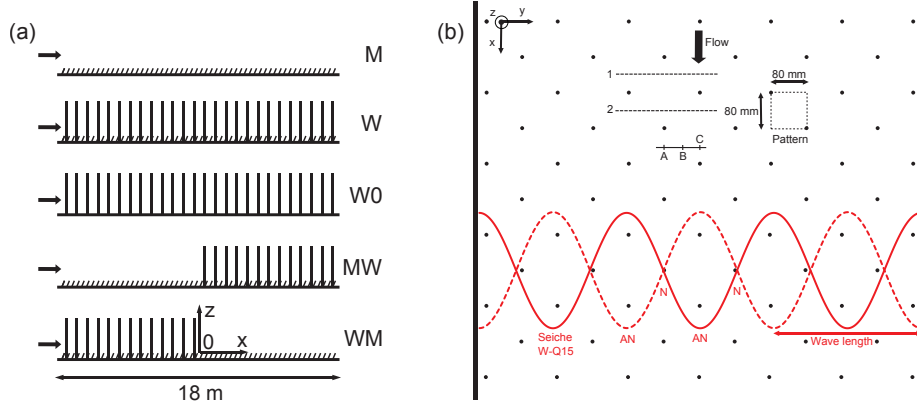 (a)
M
W
W0
MW
WM
z
0
x
18 m
(b)
z
y
x
Flow
1
2
80 mm
80 mm
Pattern
C
A
B
N
N
Seiche
W-Q15
AN
AN
Wave length